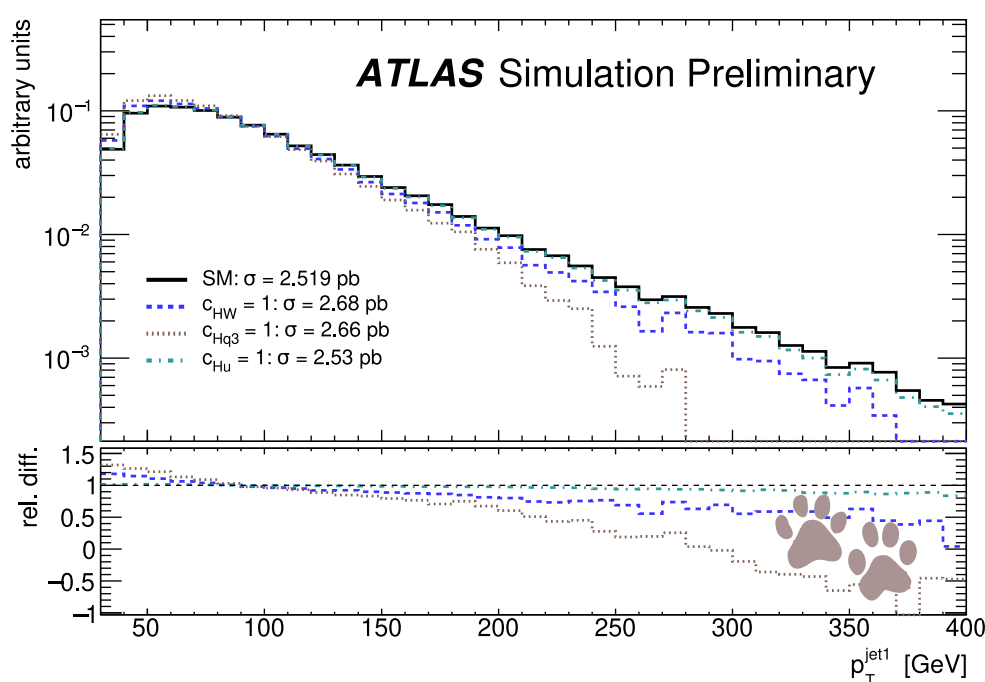 arbitrary units
ATLAS Simulation Preliminary
10⁻¹
10⁻²
10⁻³
SM: σ = 2.519 pb
c_HW = 1: σ = 2.68 pb
c_Hq3 = 1: σ = 2.66 pb
c_Hu = 1: σ = 2.53 pb
rel. diff.
1.5
1
0.5
0
−0.5
−1
50 100 150 200 250 300 350 400
p_T^jet1 [GeV]